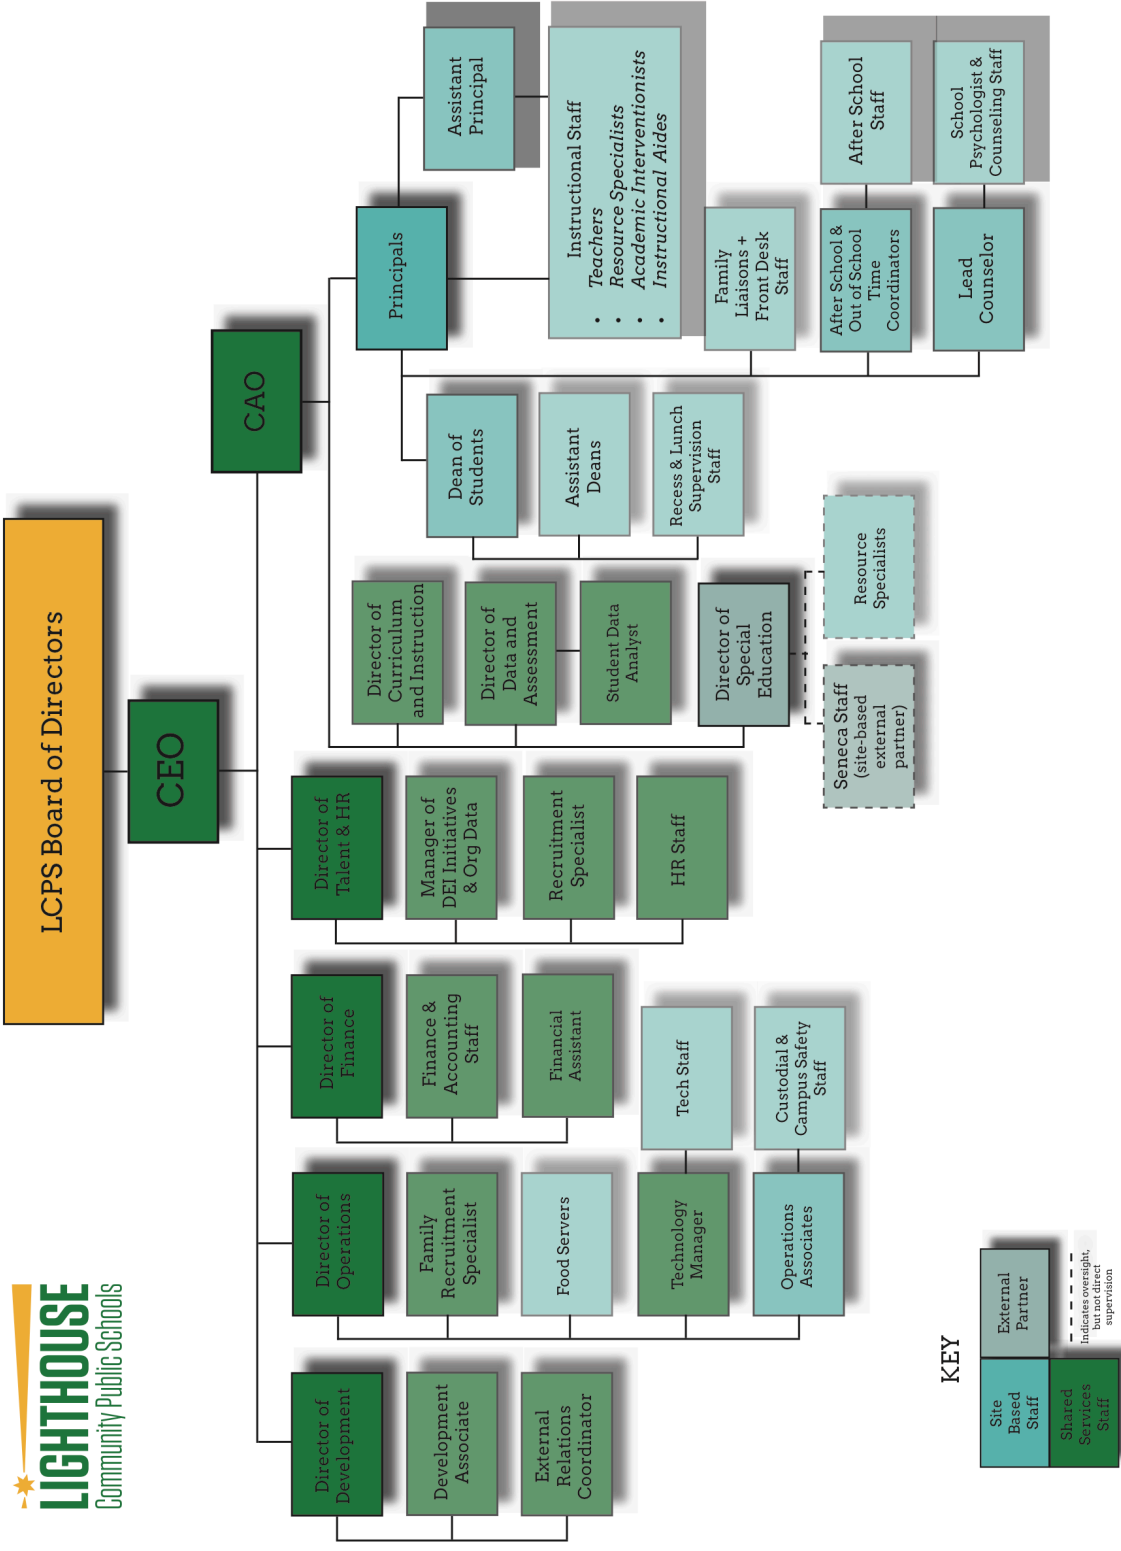 LIGHTHOUSE
Community Public Schools
LCPS Board of Directors
CEO
CAO
Director of
Development
Development
Associate
External
Relations
Coordinator
Director of
Operations
Family
Recruitment
Specialist
Food Servers
Technology
Manager
Tech Staff
Operations
Associates
Custodial &
Campus Safety
Staff
Director of
Finance
Finance &
Accounting
Staff
Financial
Assistant
Director of
Talent & HR
Manager of
DEI Initiatives
& Org Data
Recruitment
Specialist
HR Staff
Director of
Curriculum
and Instruction
Director of
Data and
Assessment
Student Data
Analyst
Director of
Special
Education
Seneca Staff
(site-based
external
partner)
Resource
Specialists
Principals
Assistant
Principal
Instructional Staff
• Teachers
• Resource Specialists
• Academic Interventionists
• Instructional Aides
Dean of
Students
Assistant
Deans
Recess & Lunch
Supervision
Staff
Family
Liaisons +
Front Desk
Staff
After School &
Out of School
Time
Coordinators
After School
Staff
Lead
Counselor
School
Psychologist &
Counseling Staff
KEY
Site
Based
Staff
External
Partner
Shared
Services
Staff
Indicates oversight,
but not direct
supervision